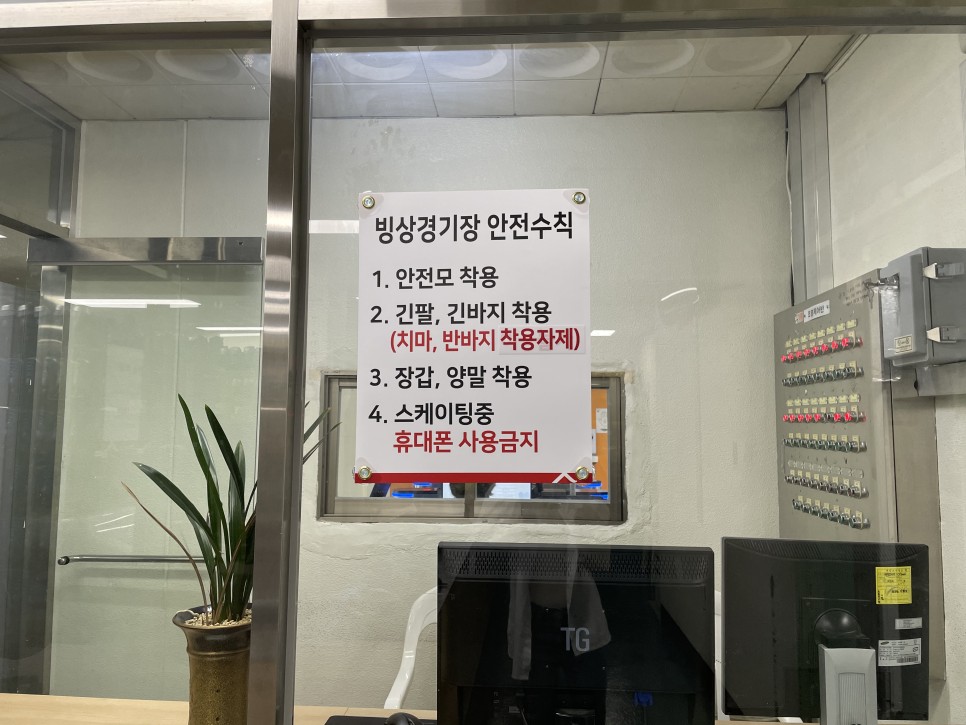 빙상경기장 안전수칙
1. 안전모 착용
2. 긴팔, 긴바지 착용
(치마, 반바지 착용자제)
3. 장갑, 양말 착용
4. 스케이팅중
휴대폰 사용금지
TG